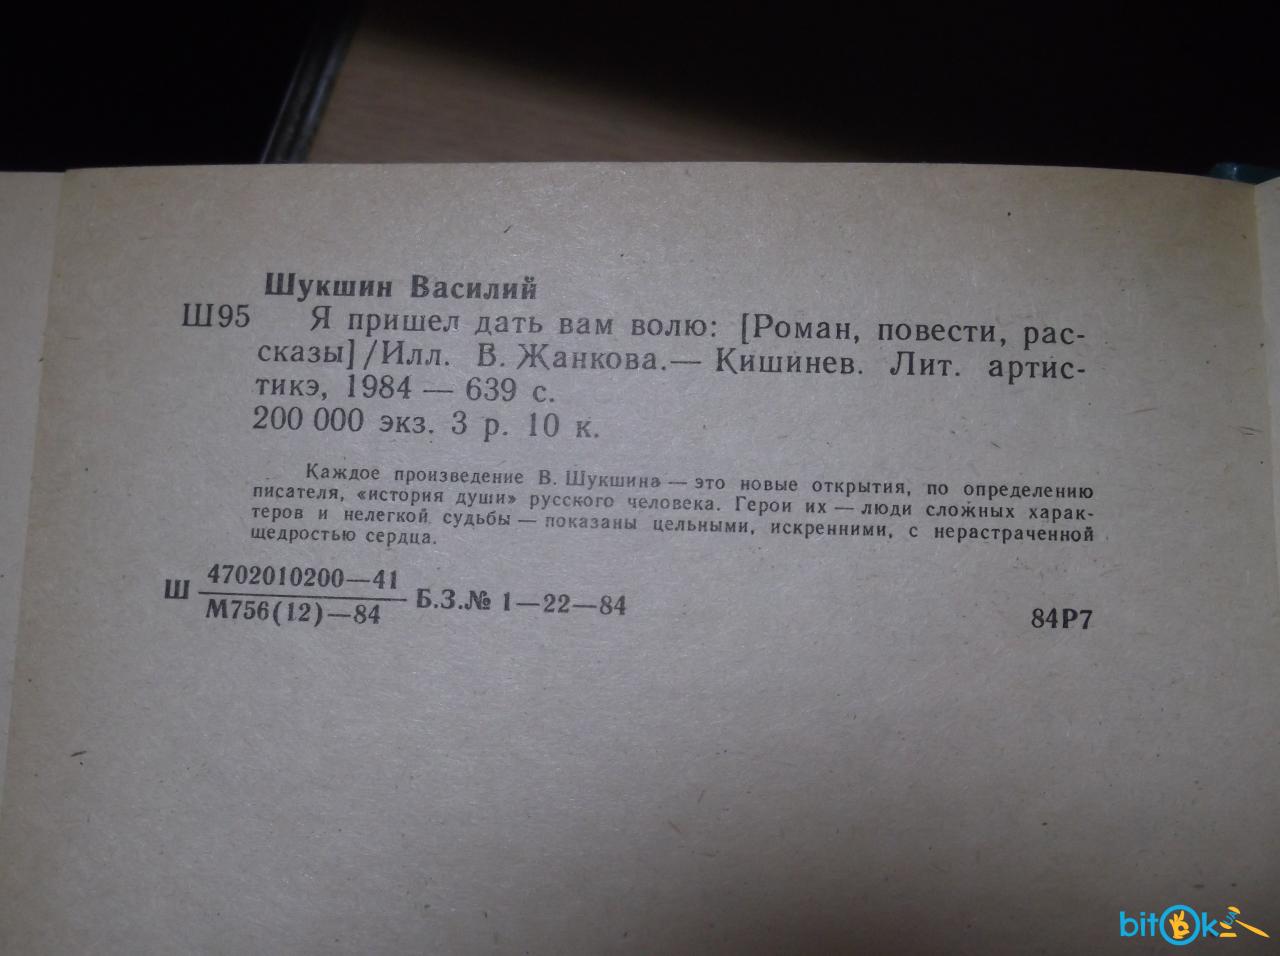 Шукшин Василий
Ш95 Я пришел дать вам волю: [Роман, повести, рас-
сказы]/Илл. В. Жанкова.— Кишинев. Лит. артис-
тикэ, 1984 — 639 с.
200 000 экз. 3 р. 10 к.
Каждое произведение В. Шукшина — это новые открытия, по определению
писателя, «история души» русского человека. Герои их — люди сложных харак-
теров и нелегкой судьбы — показаны цельными, искренними, с нерастраченной
щедростью сердца.
Ш 4702010200—41
М756(12)—84
Б.З.№ 1—22—84
84Р7
bitOk UA